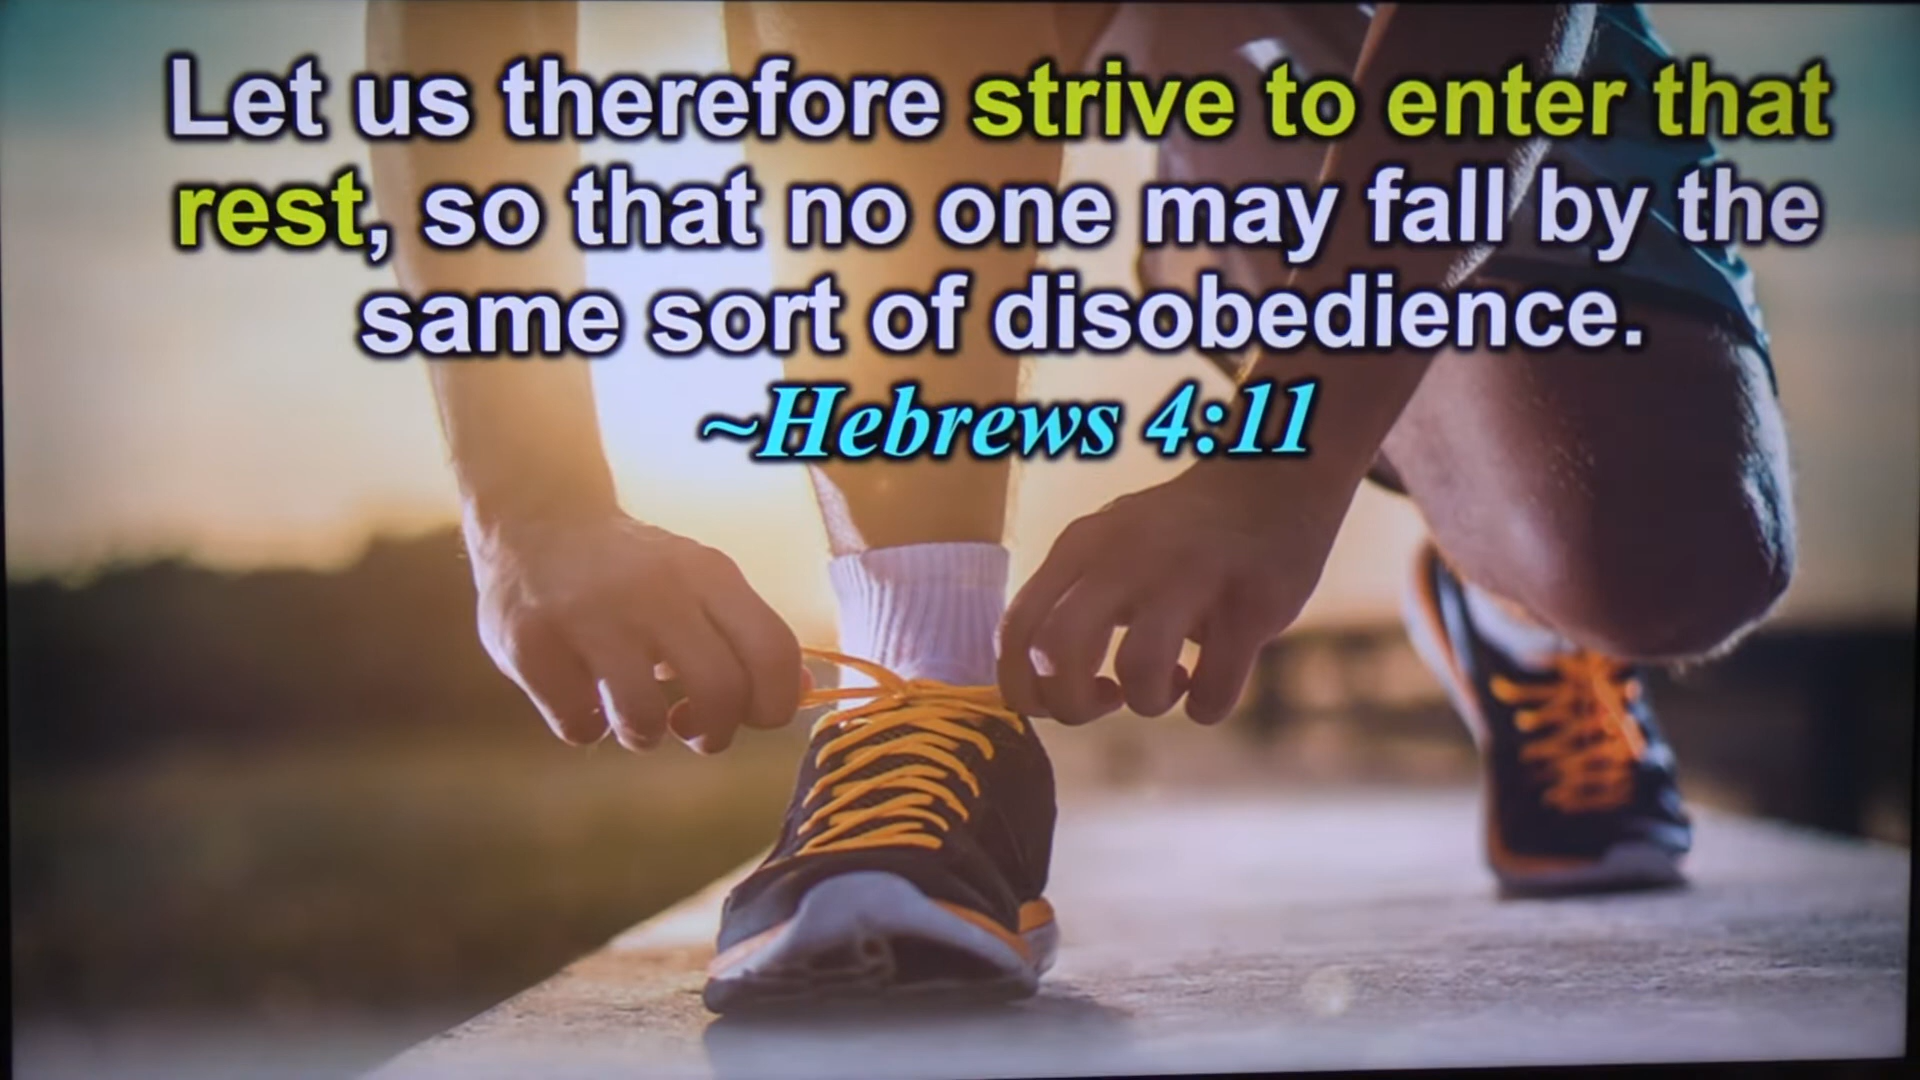 Let us therefore strive to enter that
rest, so that no one may fall by the
same sort of disobedience.
~Hebrews 4:11